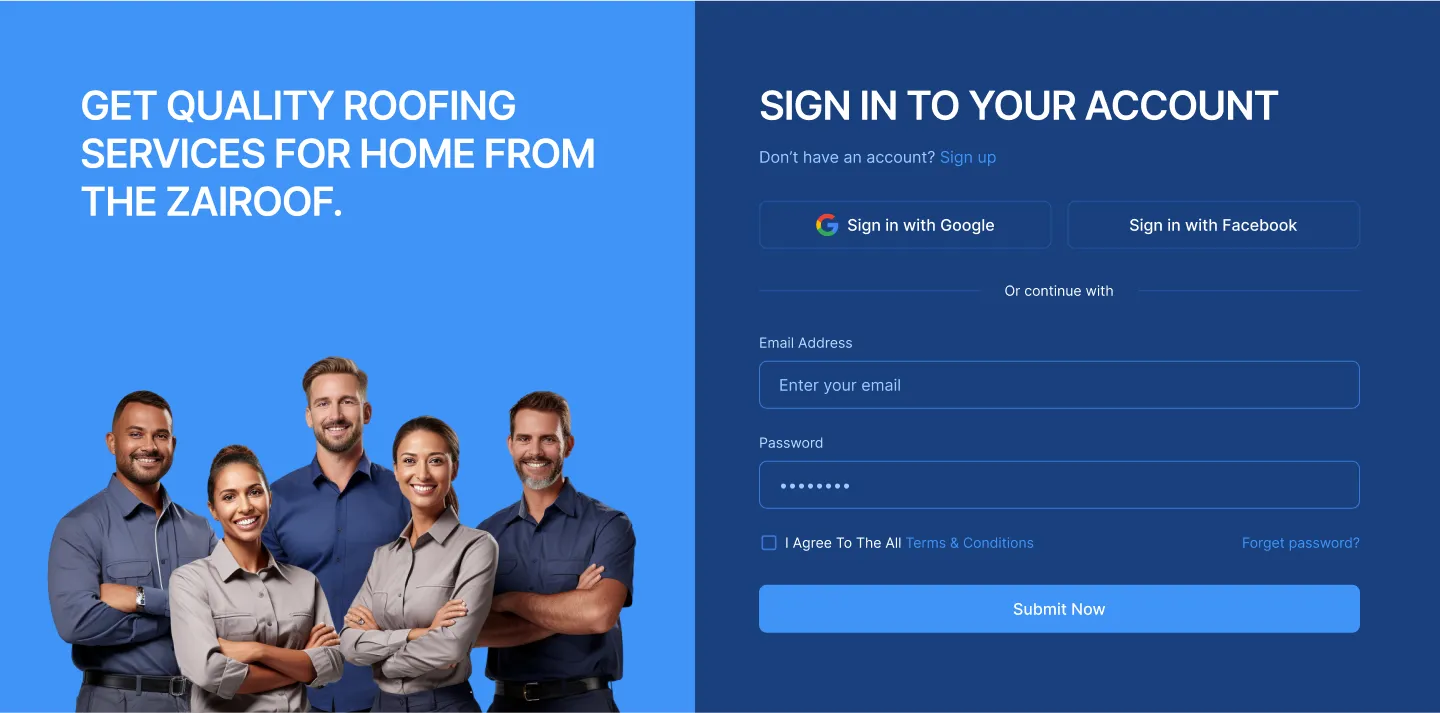 GET QUALITY ROOFING
SERVICES FOR HOME FROM
THE ZAIROOF.
SIGN IN TO YOUR ACCOUNT
Don’t have an account? Sign up
Sign in with Google
Sign in with Facebook
Or continue with
Email Address
Enter your email
Password
••••••••
I Agree To The All Terms & Conditions
Forget password?
Submit Now